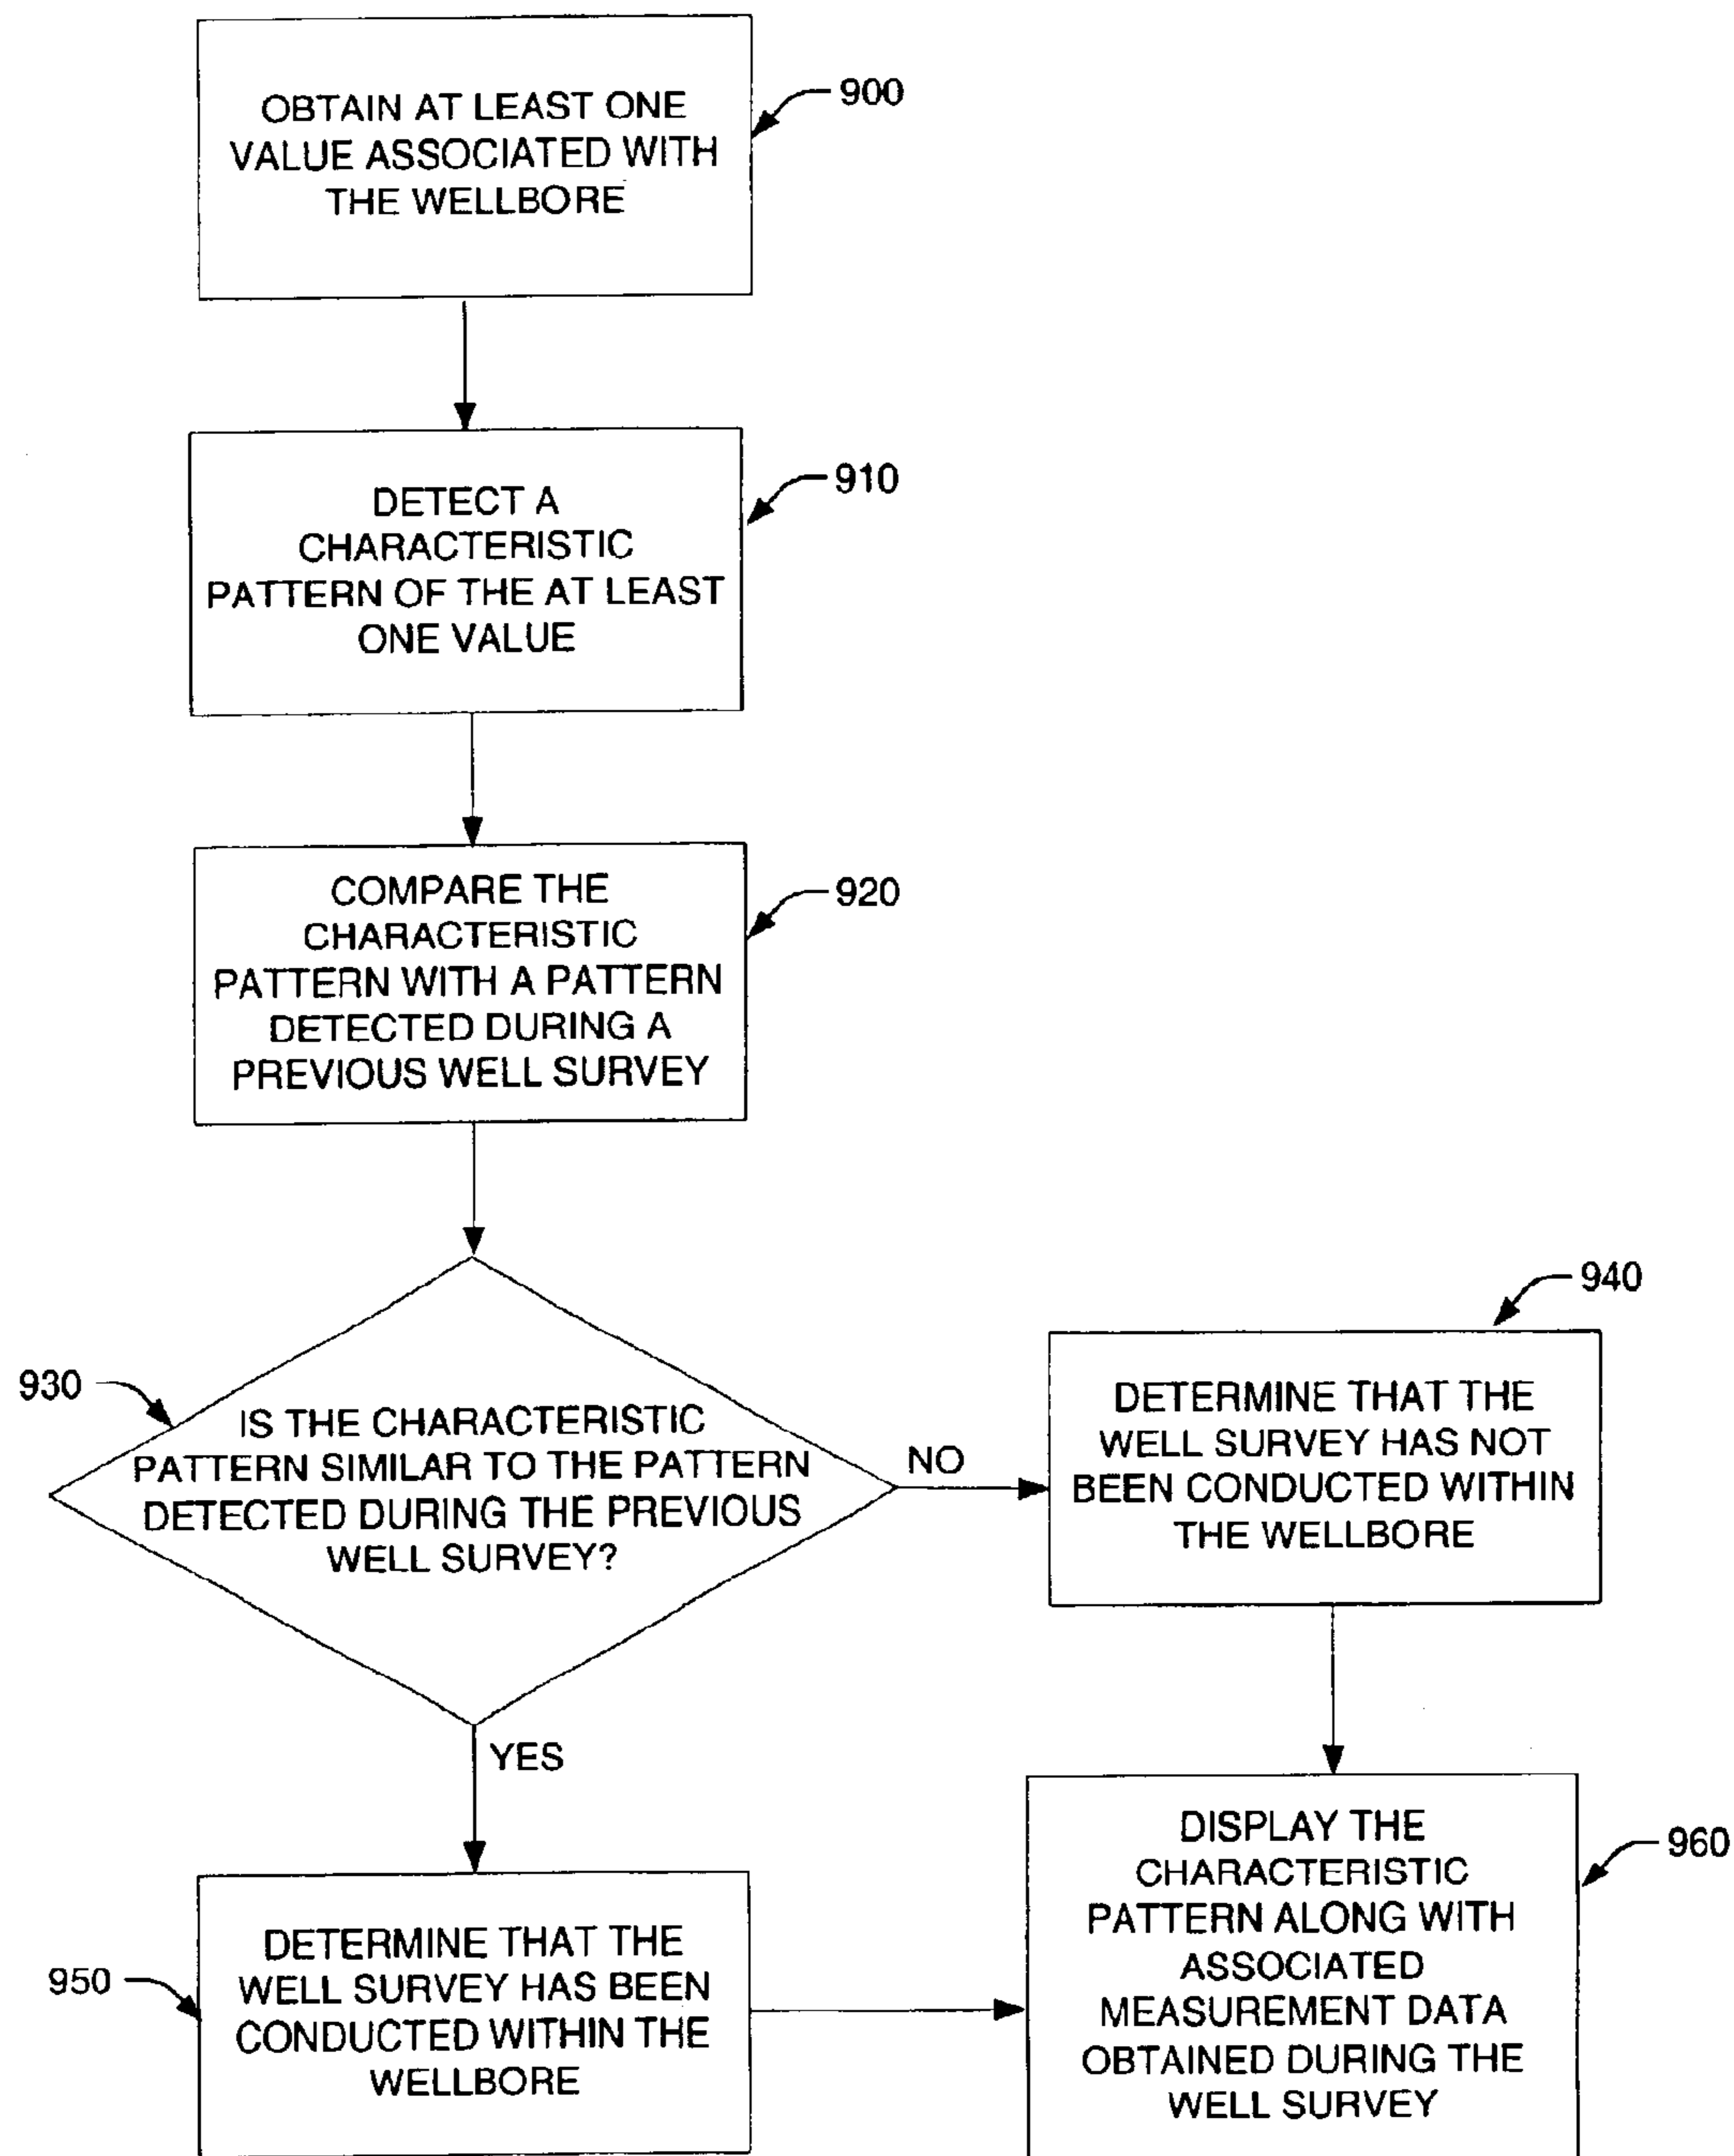 OBTAIN AT LEAST ONE
VALUE ASSOCIATED WITH
THE WELLBORE
900
DETECT A
CHARACTERISTIC
PATTERN OF THE AT LEAST
ONE VALUE
910
COMPARE THE
CHARACTERISTIC
PATTERN WITH A PATTERN
DETECTED DURING A
PREVIOUS WELL SURVEY
920
930
IS THE CHARACTERISTIC
PATTERN SIMILAR TO THE PATTERN
DETECTED DURING THE PREVIOUS
WELL SURVEY?
NO
940
DETERMINE THAT THE
WELL SURVEY HAS NOT
BEEN CONDUCTED WITHIN
THE WELLBORE
YES
950
DETERMINE THAT THE
WELL SURVEY HAS BEEN
CONDUCTED WITHIN THE
WELLBORE
DISPLAY THE
CHARACTERISTIC
PATTERN ALONG WITH
ASSOCIATED
MEASUREMENT DATA
OBTAINED DURING THE
WELL SURVEY
960